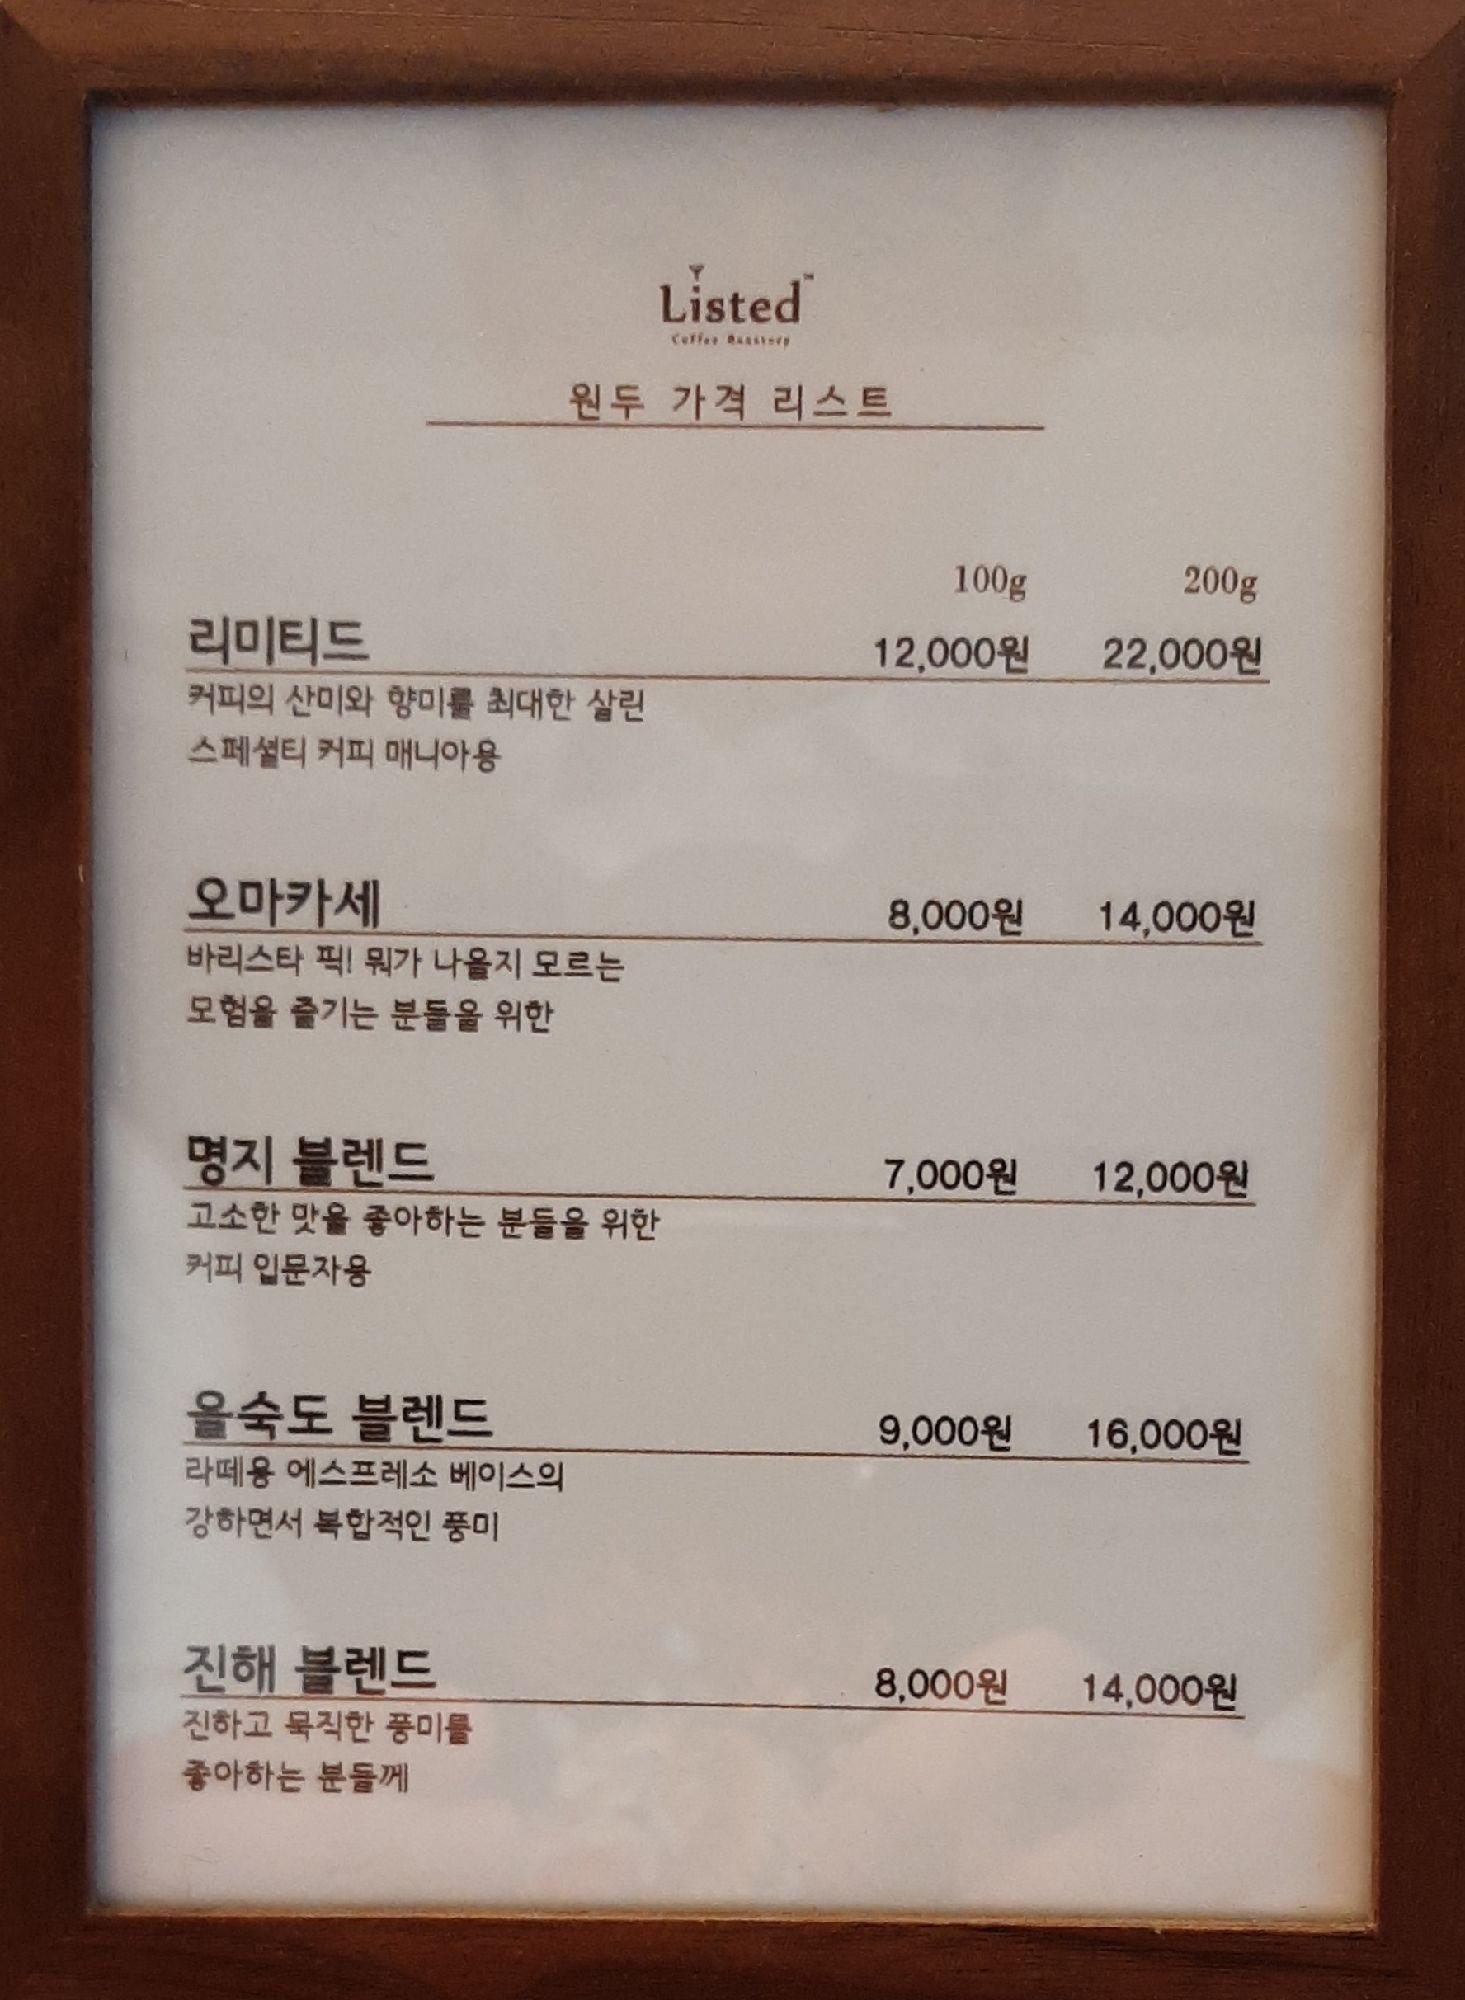 Listed™
Coffee Roastery
원두 가격 리스트
100g 200g
리미티드 12,000원 22,000원
커피의 산미와 향미를 최대한 살린
스페셜티 커피 매니아용
오마카세 8,000원 14,000원
바리스타 픽! 뭐가 나올지 모르는
모험을 즐기는 분들을 위한
명지 블렌드 7,000원 12,000원
고소한 맛을 좋아하는 분들을 위한
커피 입문자용
을숙도 블렌드 9,000원 16,000원
라떼용 에스프레소 베이스의
강하면서 복합적인 풍미
진해 블렌드 8,000원 14,000원
진하고 묵직한 풍미를
좋아하는 분들께